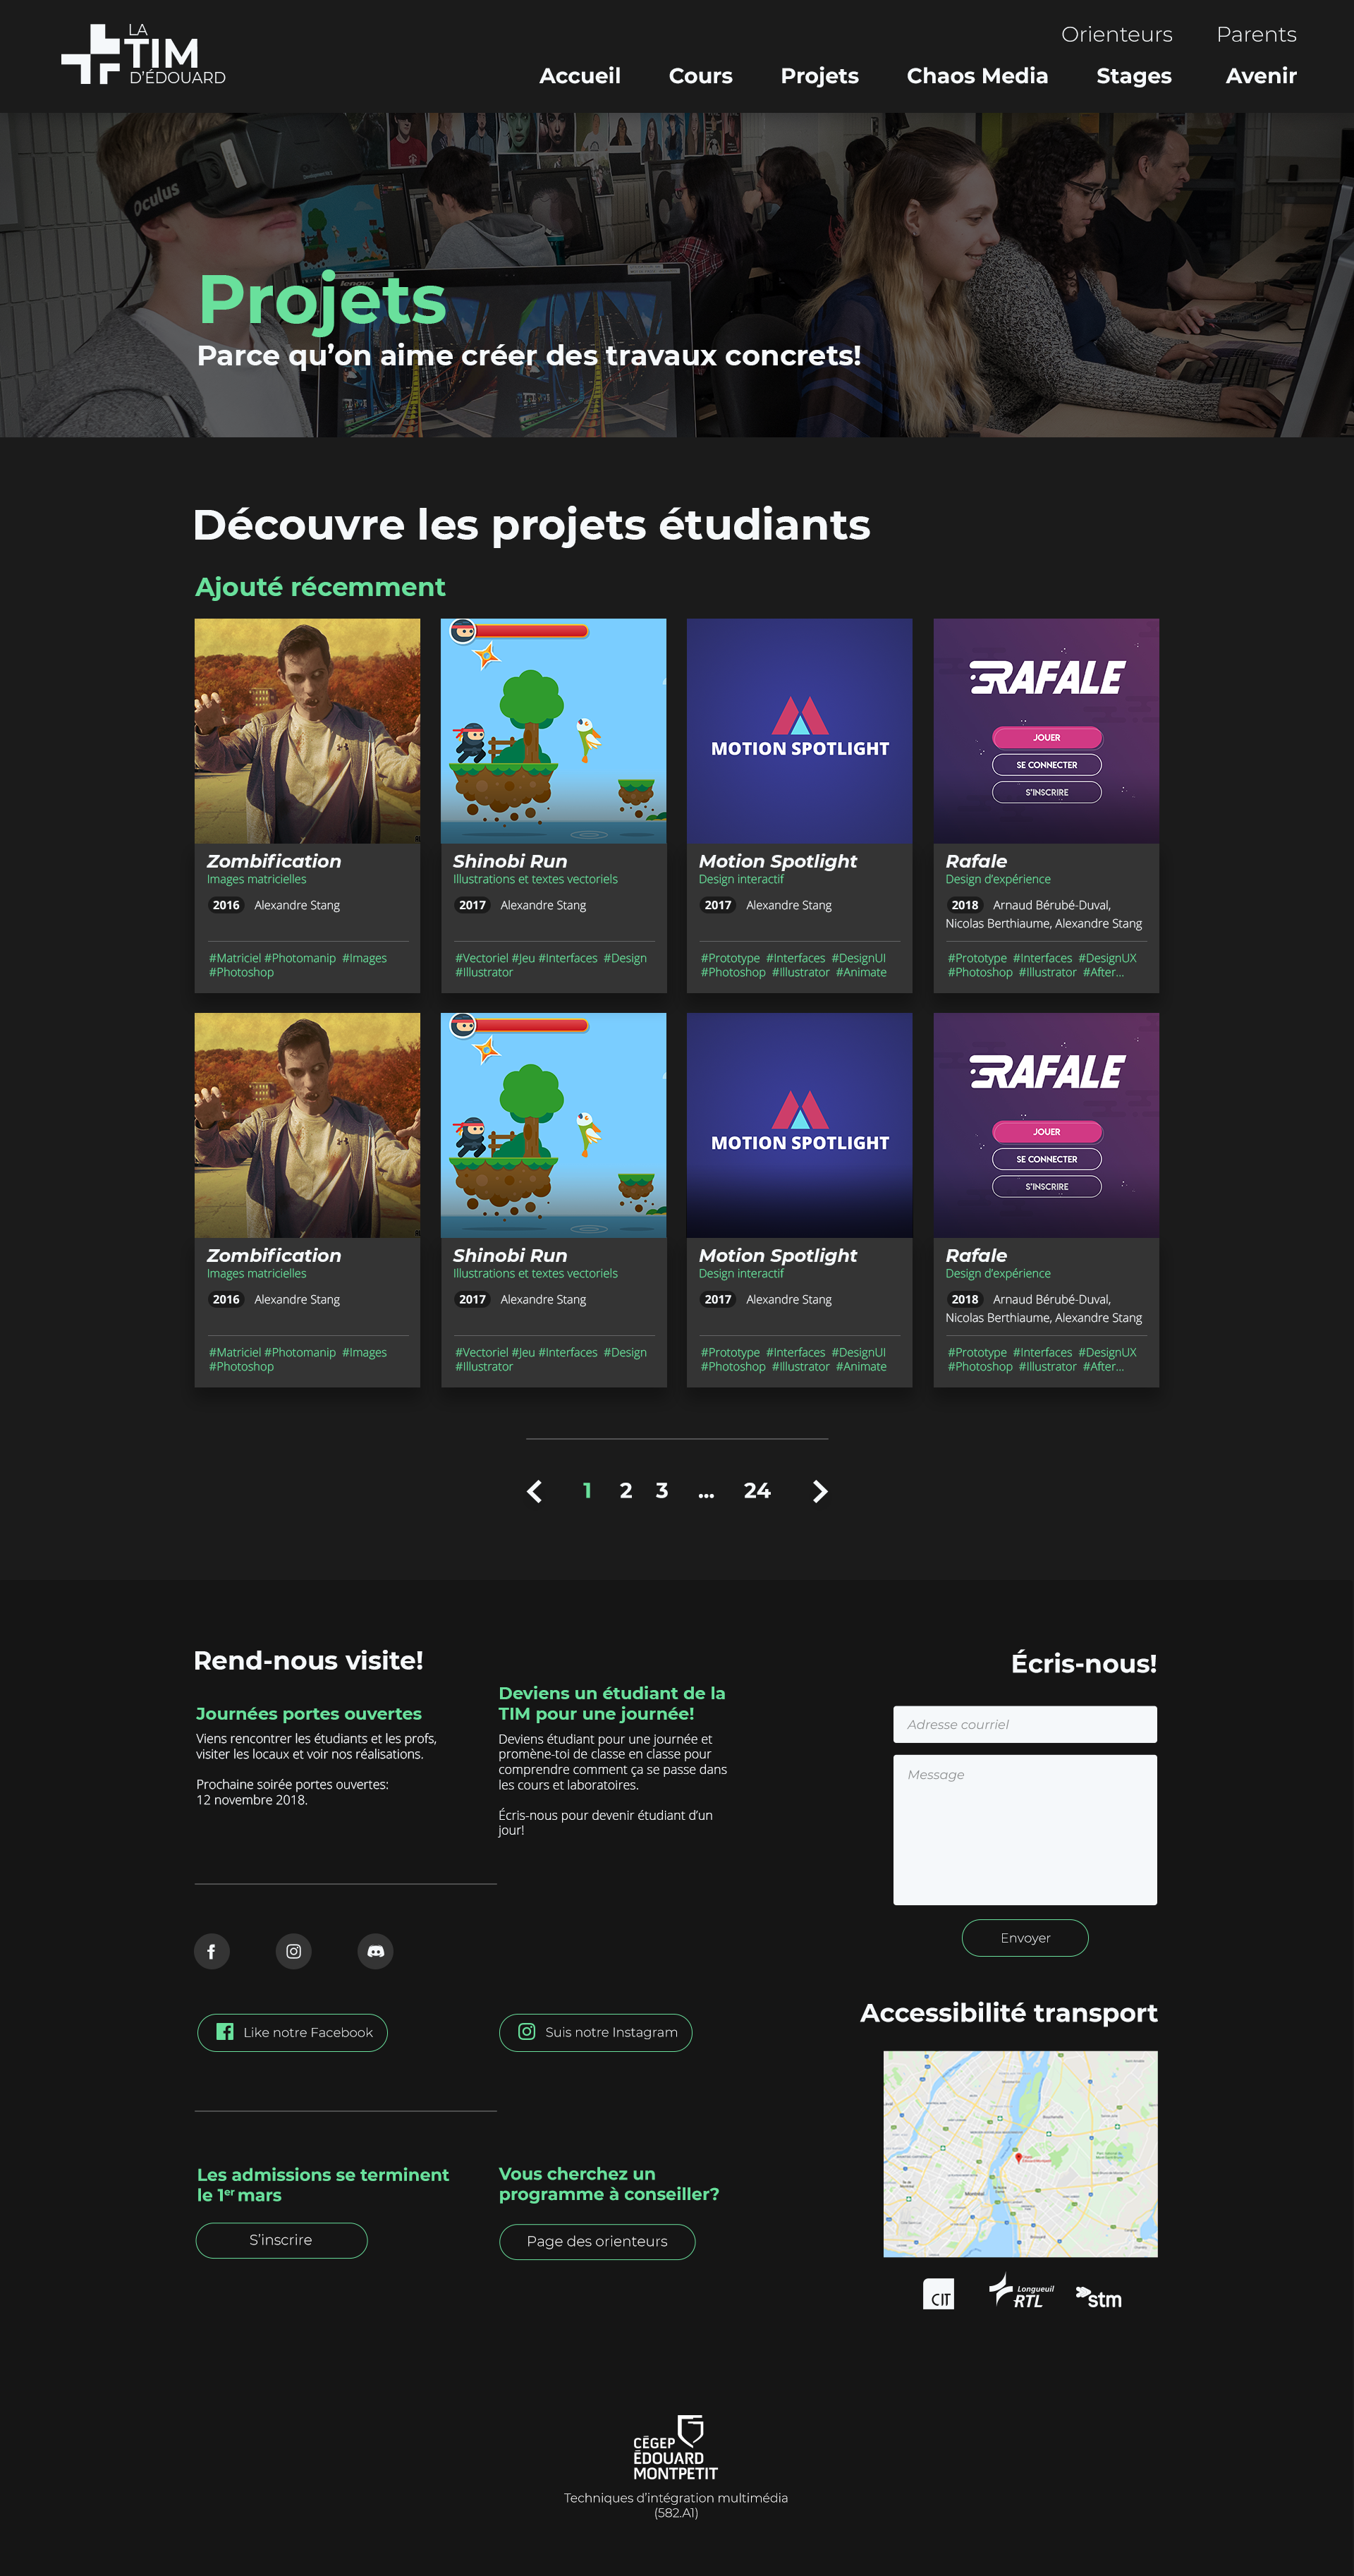 LA
TIM
D'ÉDOUARD
Orienteurs Parents
Accueil Cours Projets Chaos Media Stages Avenir
Oculus
lenovo
Projets
Parce qu'on aime créer des travaux concrets!
Découvre les projets étudiants
Ajouté récemment
MOTION SPOTLIGHT
RAFALE
JOUER
SE CONNECTER
S'INSCRIRE
Zombification
Images matricielles
2016 Alexandre Stang
#Matriciel #Photomanip #Images
#Photoshop
Shinobi Run
Illustrations et textes vectoriels
2017 Alexandre Stang
#Vectoriel #Jeu #Interfaces #Design
#Illustrator
Motion Spotlight
Design interactif
2017 Alexandre Stang
#Prototype #Interfaces #DesignUI
#Photoshop #Illustrator #Animate
Rafale
Design d'expérience
2018 Arnaud Bérubé-Duval,
Nicolas Berthiaume, Alexandre Stang
#Prototype #Interfaces #DesignUX
#Photoshop #Illustrator #After...
MOTION SPOTLIGHT
RAFALE
JOUER
SE CONNECTER
S'INSCRIRE
Zombification
Images matricielles
2016 Alexandre Stang
#Matriciel #Photomanip #Images
#Photoshop
Shinobi Run
Illustrations et textes vectoriels
2017 Alexandre Stang
#Vectoriel #Jeu #Interfaces #Design
#Illustrator
Motion Spotlight
Design interactif
2017 Alexandre Stang
#Prototype #Interfaces #DesignUI
#Photoshop #Illustrator #Animate
Rafale
Design d'expérience
2018 Arnaud Bérubé-Duval,
Nicolas Berthiaume, Alexandre Stang
#Prototype #Interfaces #DesignUX
#Photoshop #Illustrator #After...
1 2 3 ... 24
Rend-nous visite!
Journées portes ouvertes
Viens rencontrer les étudiants et les profs,
visiter les locaux et voir nos réalisations.
Prochaine soirée portes ouvertes:
12 novembre 2018.
Deviens un étudiant de la
TIM pour une journée!
Deviens étudiant pour une journée et
promène-toi de classe en classe pour
comprendre comment ça se passe dans
les cours et laboratoires.
Écris-nous pour devenir étudiant d'un
jour!
Écris-nous!
Adresse courriel
Message
Envoyer
Like notre Facebook
Suis notre Instagram
Accessibilité transport
Montréal
Les admissions se terminent
le 1er mars
S'inscrire
Vous cherchez un
programme à conseiller?
Page des orienteurs
CIT
Longueuil
RTL
stm
CÉGEP
ÉDOUARD
MONTPETIT
Techniques d'intégration multimédia
(582.A1)